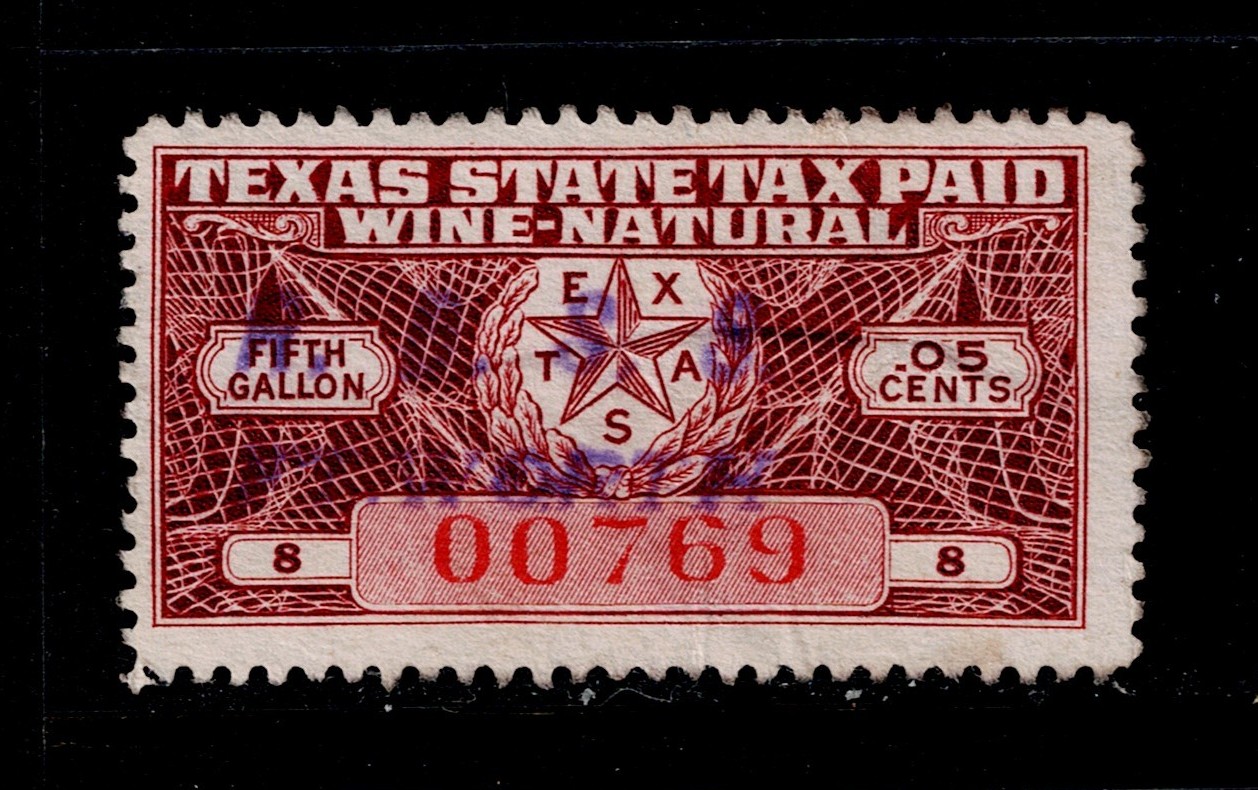 TEXAS STATE TAX PAID
WINE-NATURAL
E X
T A
S
FIFTH
GALLON
.05
CENTS
8 00769 8